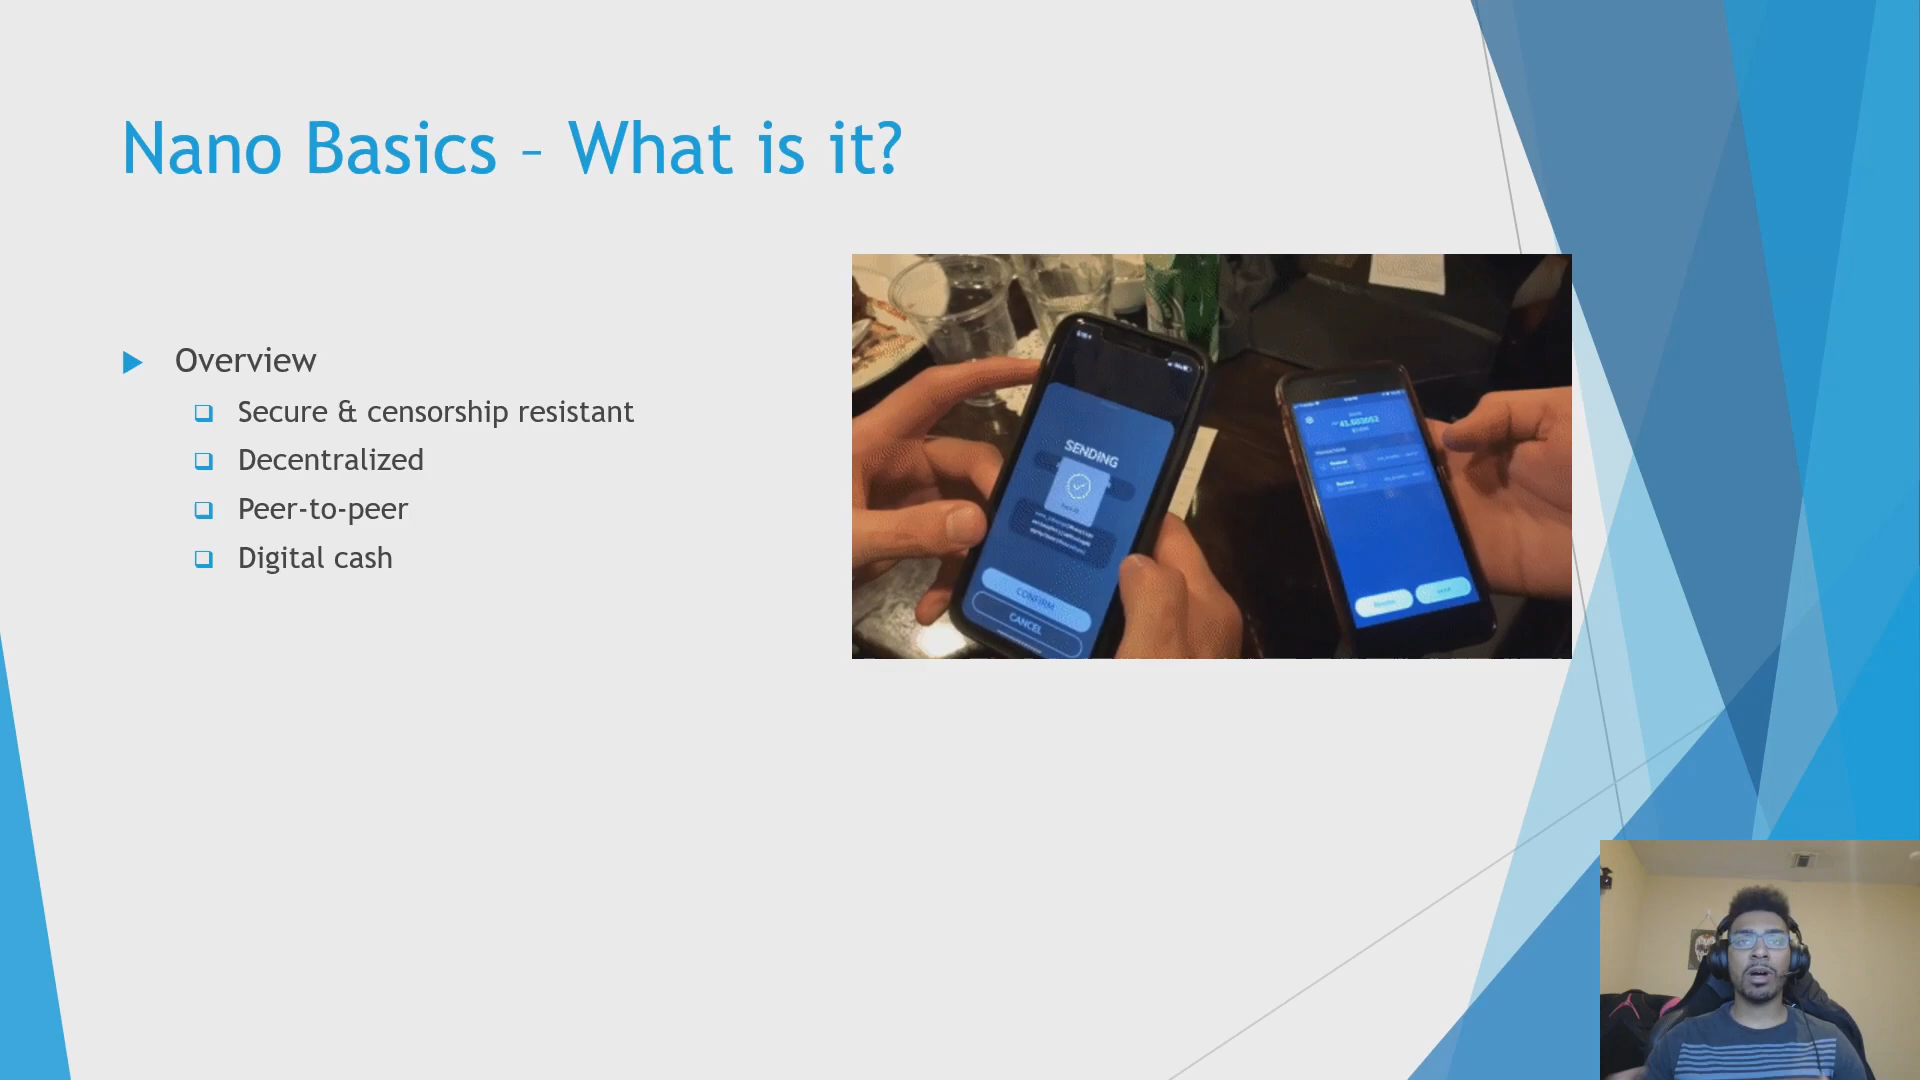 Nano Basics – What is it?
Overview
Secure & censorship resistant
Decentralized
Peer-to-peer
Digital cash
SENDING
CONFIRM
CANCEL